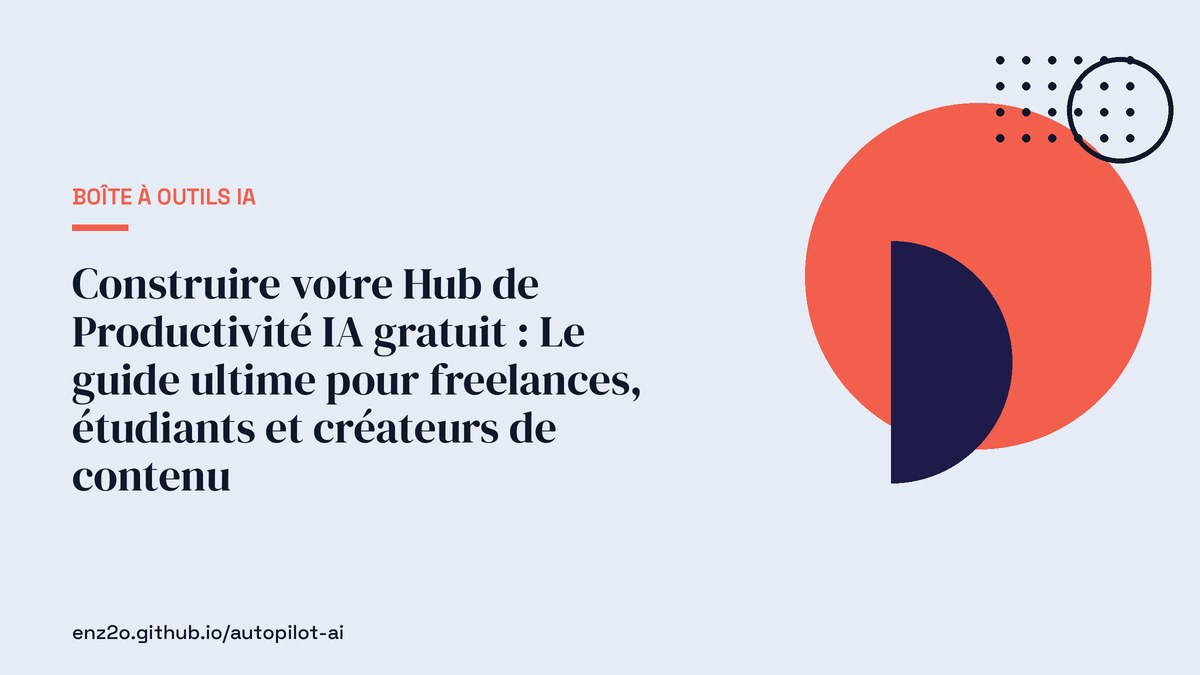 BOÎTE À OUTILS IA
Construire votre Hub de
Productivité IA gratuit : Le
guide ultime pour freelances,
étudiants et créateurs de
contenu
enz2o.github.io/autopilot-ai